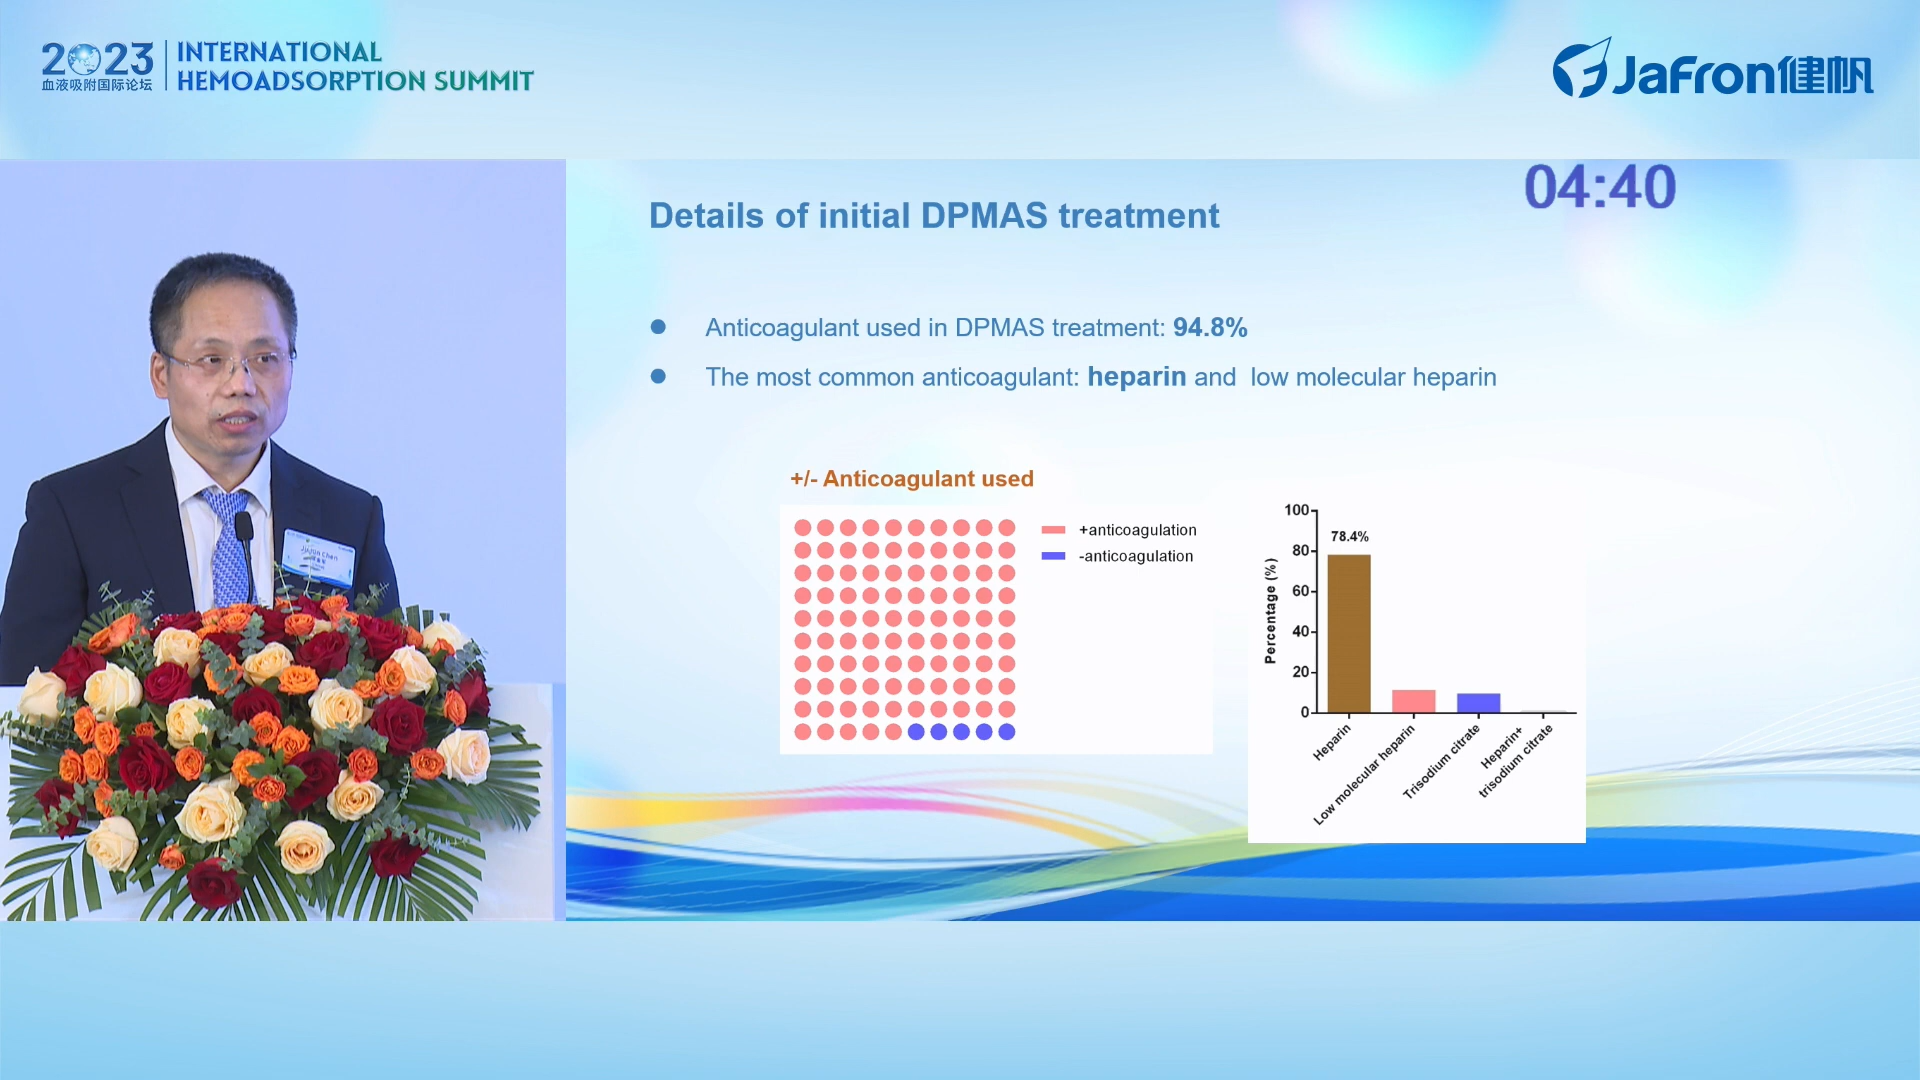 2023
血液吸附国际论坛
INTERNATIONAL
HEMOADSORPTION SUMMIT
JaFron健帆
04:40
Details of initial DPMAS treatment
Anticoagulant used in DPMAS treatment: 94.8%
The most common anticoagulant: heparin and low molecular heparin
+/- Anticoagulant used
+anticoagulation
-anticoagulation
Percentage (%)
100
80
60
40
20
0
78.4%
Heparin
Low molecular heparin
Trisodium citrate
Heparin+
trisodium citrate
JiaJun Chen